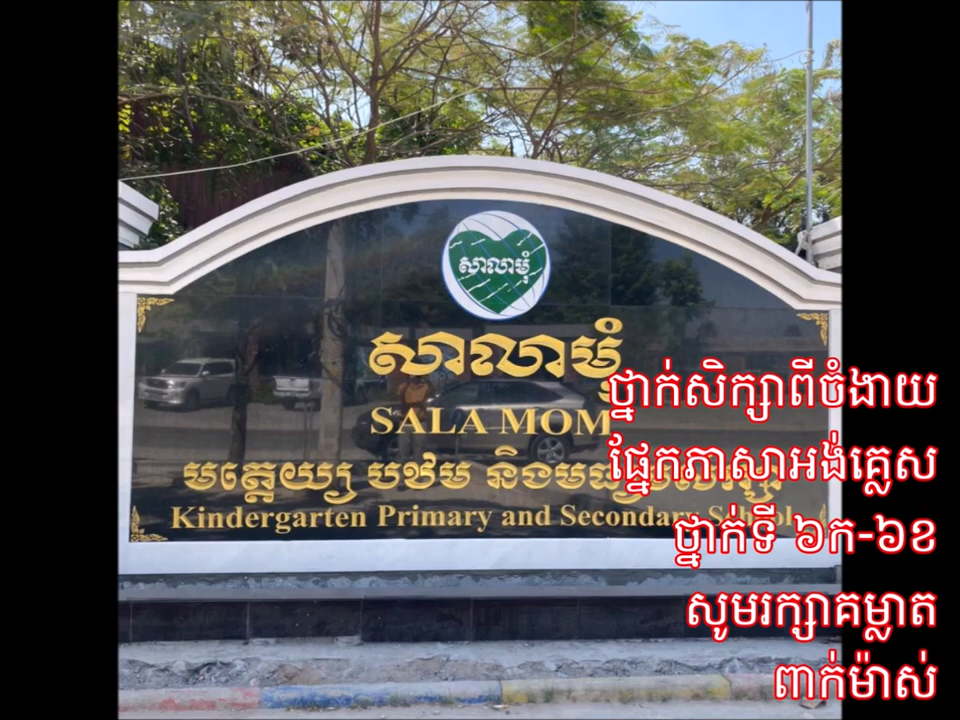 សាលាមុំ
សាលាមុំ
SALA MOM
មត្តេយ្យ បឋម និងមធ្យមសិក្សា
Kindergarten Primary and Secondary School
ថ្នាក់សិក្សាពីចំងាយ
ផ្នែកភាសាអង់គ្លេស
ថ្នាក់ទី ៦ក-៦ខ
សូមរក្សាគម្លាត
ពាក់ម៉ាស់